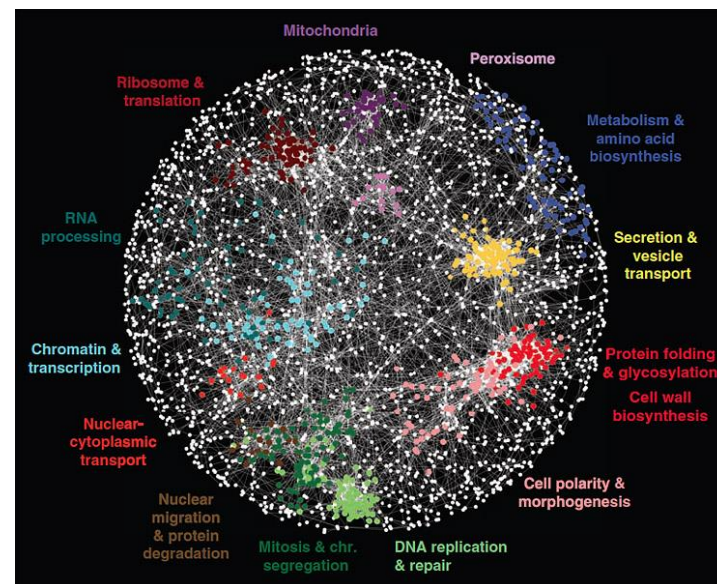 Mitochondria
Peroxisome
Ribosome &
translation
Metabolism &
amino acid
biosynthesis
RNA
processing
Secretion &
vesicle
transport
Chromatin &
transcription
Protein folding
& glycosylation
Cell wall
biosynthesis
Nuclear-
cytoplasmic
transport
Cell polarity &
morphogenesis
Nuclear
migration
& protein
degradation
Mitosis & chr.
segregation
DNA replication
& repair